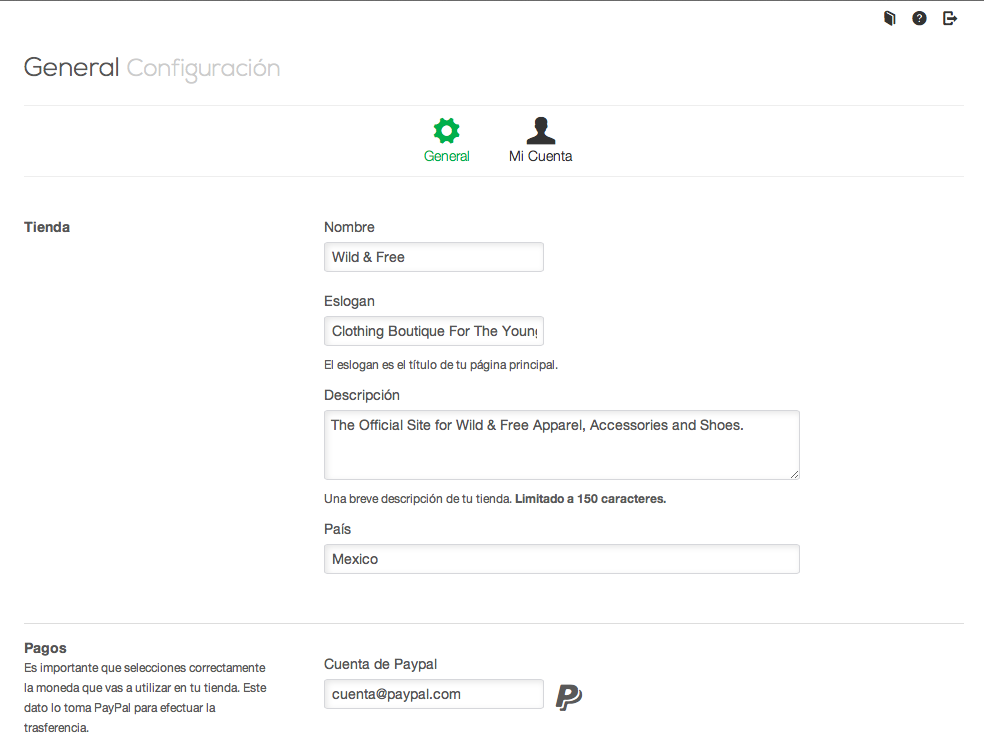 General Configuración
General
Mi Cuenta
Tienda
Nombre
Wild & Free
Eslogan
Clothing Boutique For The Young
El eslogan es el título de tu página principal.
Descripción
The Official Site for Wild & Free Apparel, Accessories and Shoes.
Una breve descripción de tu tienda. Limitado a 150 caracteres.
País
Mexico
Pagos
Es importante que selecciones correctamente
la moneda que vas a utilizar en tu tienda. Este
dato lo toma PayPal para efectuar la
trasferencia.
Cuenta de Paypal
cuenta@paypal.com